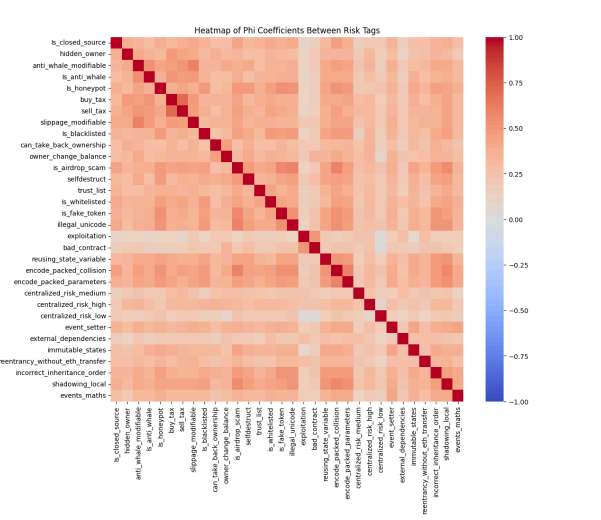 Heatmap of Phi Coefficients Between Risk Tags
Is_closed_source
hidden_owner
anti_whale_modifiable
Is_anti_whale
Is_honeypot
buy_tax
sell_tax
slippage_modifiable
Is_blacklisted
can_take_back_ownership
owner_change_balance
is_airdrop_scam
selfdestruct
trust_list
is_whitelisted
is_fake_token
illegal_unicode
exploitation
bad_contract
reusing_state_variable
encode_packed_collision
encode_packed_parameters
centralized_risk_medium
centralized_risk_high
centralized_risk_low
event_setter
external_dependencies
immutable_states
reentrancy_without_eth_transfer
incorrect_inheritance_order
shadowing_local
events_maths
Is_closed_source
hidden_owner
anti_whale_modifiable
Is_anti_whale
Is_honeypot
buy_tax
sell_tax
slippage_modifiable
Is_blacklisted
can_take_back_ownership
owner_change_balance
is_airdrop_scam
selfdestruct
trust_list
is_whitelisted
is_fake_token
illegal_unicode
exploitation
bad_contract
reusing_state_variable
encode_packed_collision
encode_packed_parameters
centralized_risk_medium
centralized_risk_high
centralized_risk_low
event_setter
external_dependencies
immutable_states
reentrancy_without_eth_transfer
incorrect_inheritance_order
shadowing_local
events_maths
1.00
0.75
0.50
0.25
0.00
−0.25
−0.50
−0.75
−1.00